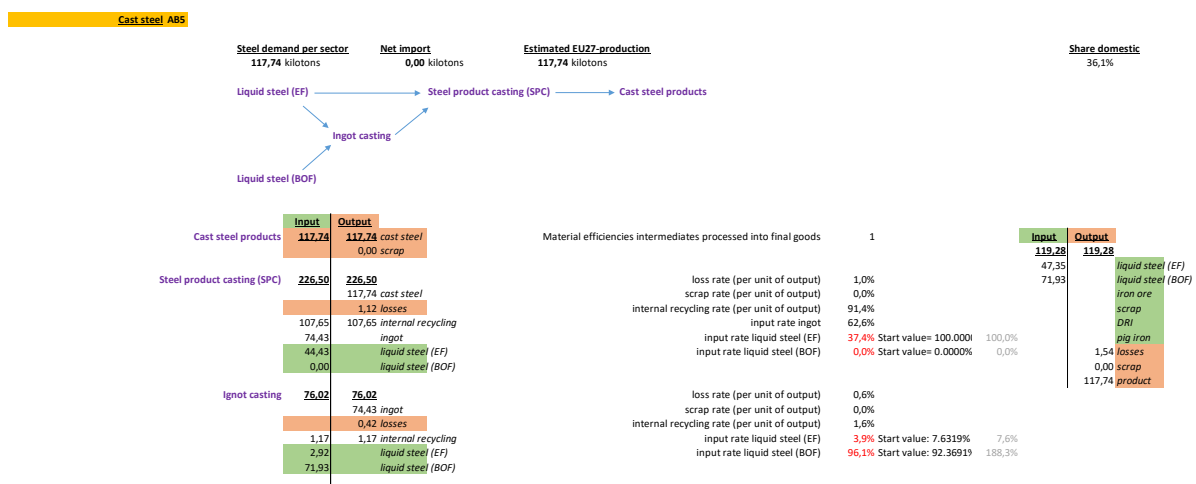 Cast steel AB5
Steel demand per sector Net import Estimated EU27-production Share domestic
117,74 kilotons 0,00 kilotons 117,74 kilotons 36,1%
Liquid steel (EF) Steel product casting (SPC) Cast steel products
Ingot casting
Liquid steel (BOF)
Input Output
Cast steel products 117,74 117,74 cast steel Material efficiencies intermediates processed into final goods 1 Input Output
0,00 scrap 119,28 119,28
47,35 liquid steel (EF)
Steel product casting (SPC) 226,50 226,50 loss rate (per unit of output) 1,0% 71,93 liquid steel (BOF)
117,74 cast steel scrap rate (per unit of output) 0,0% iron ore
1,12 losses internal recycling rate (per unit of output) 91,4% scrap
107,65 107,65 internal recycling input rate ingot 62,6% DRI
74,43 ingot input rate liquid steel (EF) 37,4% Start value= 100.000 100,0% pig iron
44,43 liquid steel (EF) input rate liquid steel (BOF) 0,0% Start value= 0.0000% 0,0% 1,54 losses
0,00 liquid steel (BOF) 0,00 scrap
117,74 product
Ignot casting 76,02 76,02 loss rate (per unit of output) 0,6%
74,43 ingot scrap rate (per unit of output) 0,0%
0,42 losses internal recycling rate (per unit of output) 1,6%
1,17 1,17 internal recycling input rate liquid steel (EF) 3,9% Start value: 7.6319% 7,6%
2,92 liquid steel (EF) input rate liquid steel (BOF) 96,1% Start value: 92.3691% 188,3%
71,93 liquid steel (BOF)